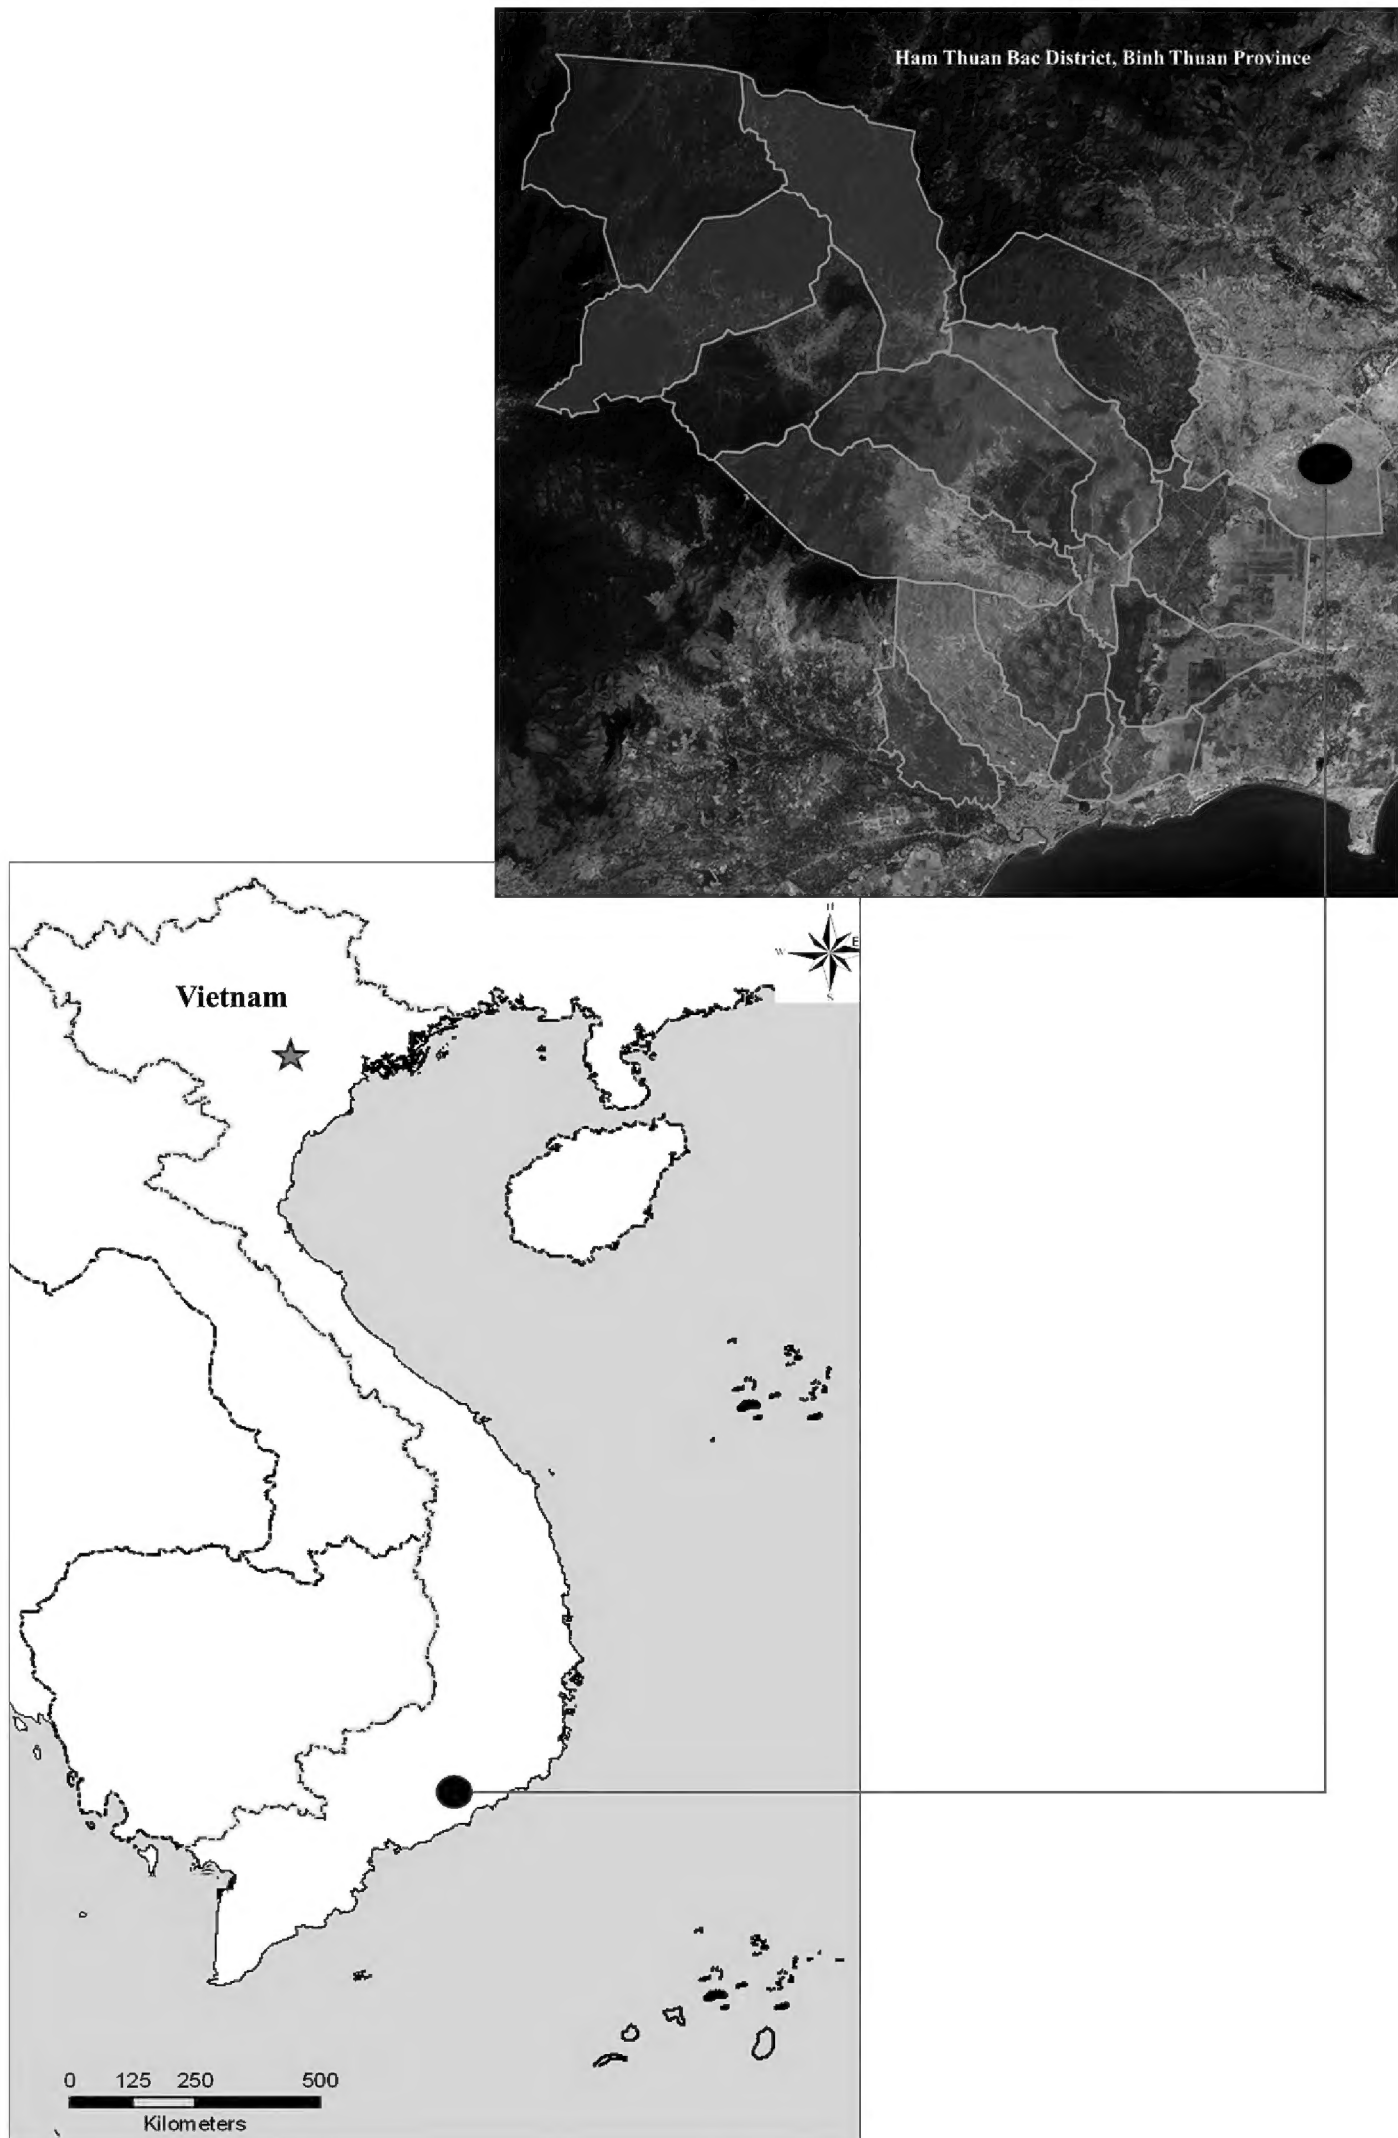 Ham Thuan Bac District, Binh Thuan Province
N
W E
S
Vietnam
0 125 250 500
Kilometers